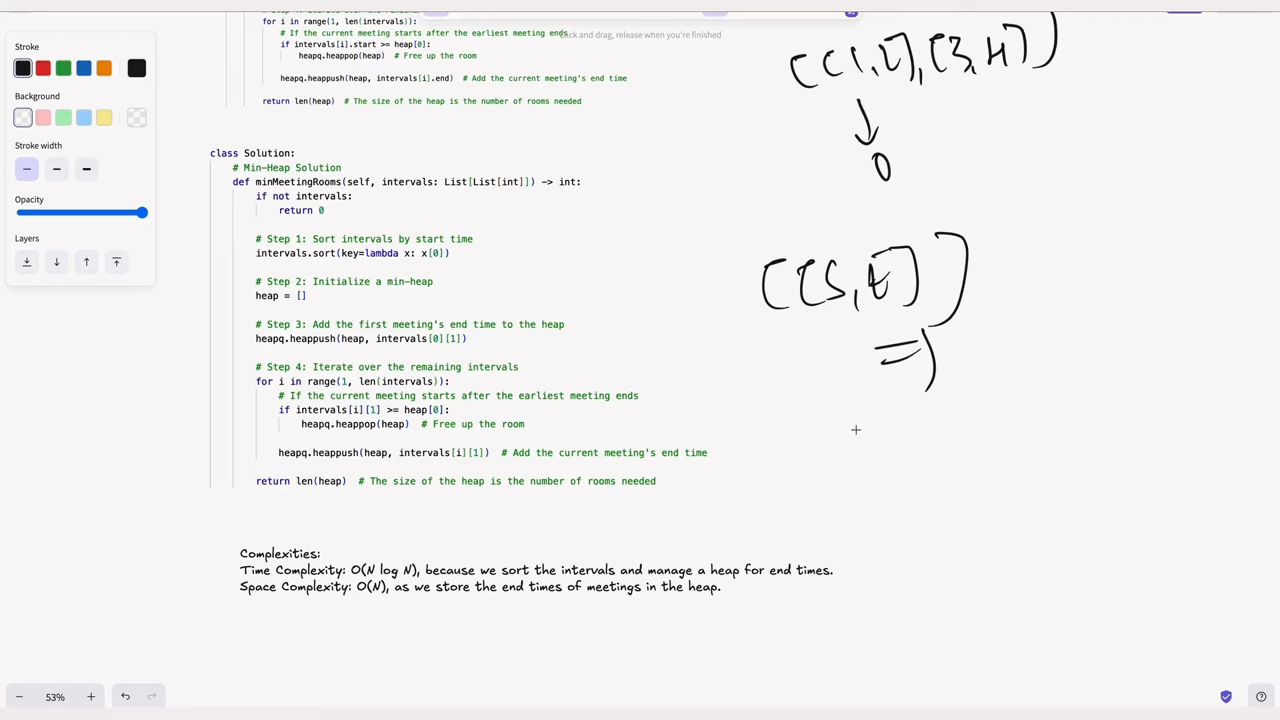 Stroke
Background
Stroke width
Opacity
Layers
53%
for i in range(1, len(intervals)):
# If the current meeting starts after the earliest meeting ends
Click and drag, release when you're finished
if intervals[i].start >= heap[0]:
heapq.heappop(heap)  # Free up the room
heapq.heappush(heap, intervals[i].end)  # Add the current meeting's end time
return len(heap)  # The size of the heap is the number of rooms needed
class Solution:
# Min-Heap Solution
def minMeetingRooms(self, intervals: List[List[int]]) -> int:
if not intervals:
return 0
# Step 1: Sort intervals by start time
intervals.sort(key=lambda x: x[0])
# Step 2: Initialize a min-heap
heap = []
# Step 3: Add the first meeting's end time to the heap
heapq.heappush(heap, intervals[0][1])
# Step 4: Iterate over the remaining intervals
for i in range(1, len(intervals)):
# If the current meeting starts after the earliest meeting ends
if intervals[i][1] >= heap[0]:
heapq.heappop(heap)  # Free up the room
heapq.heappush(heap, intervals[i][1])  # Add the current meeting's end time
return len(heap)  # The size of the heap is the number of rooms needed
Complexities:
Time Complexity: O(N log N), because we sort the intervals and manage a heap for end times.
Space Complexity: O(N), as we store the end times of meetings in the heap.
0